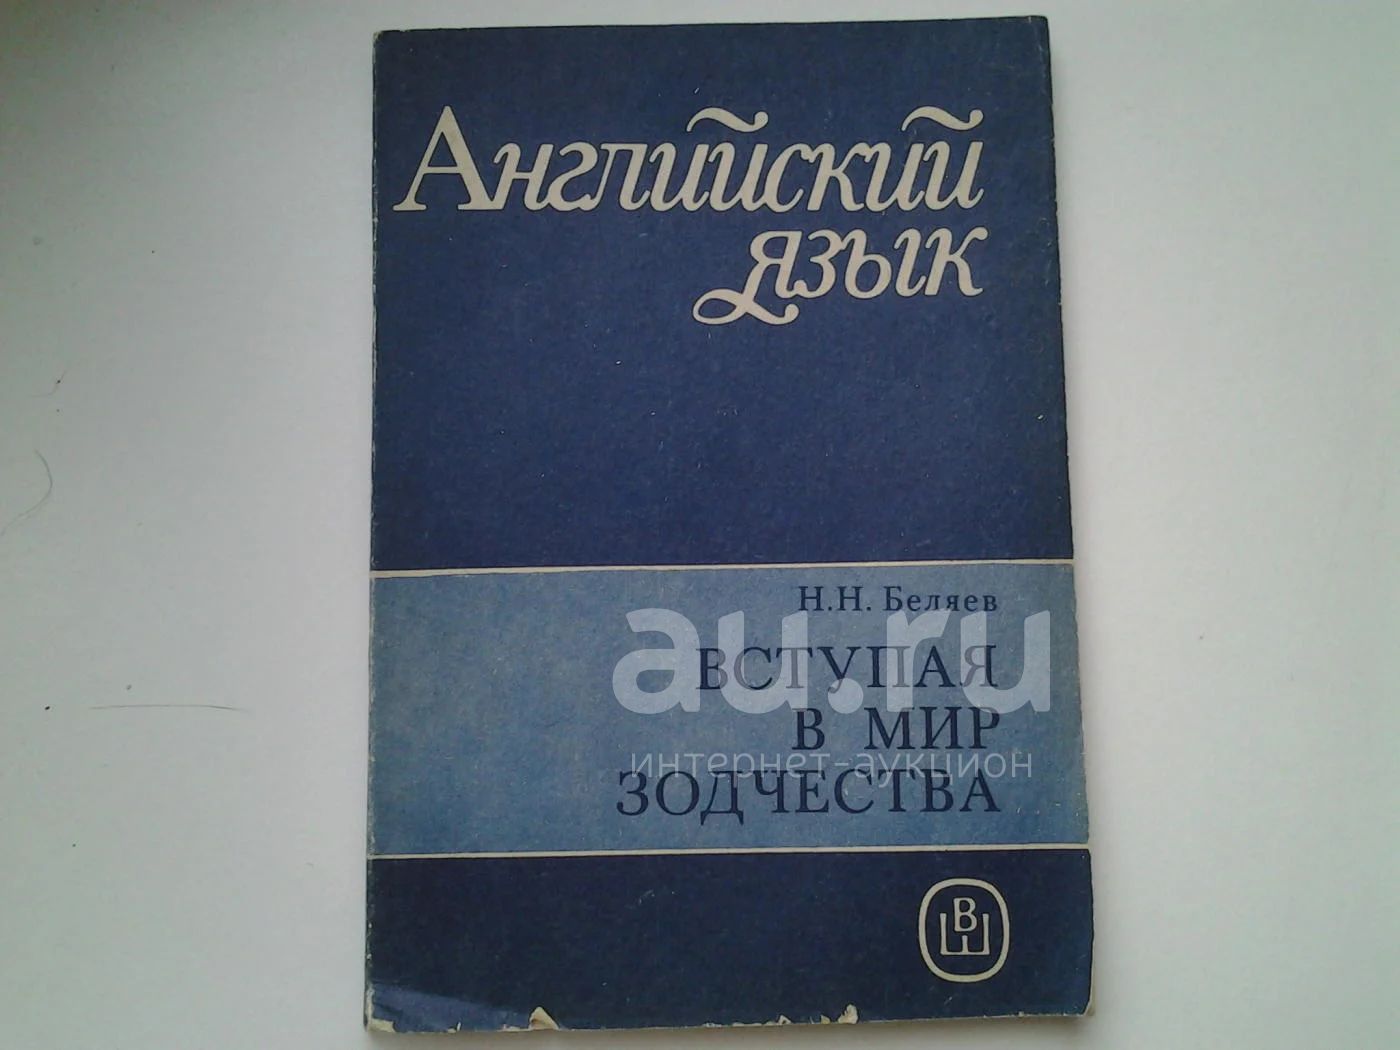 Английский
язык
Н.Н. Беляев
au.ru
ВСТУПАЯ
В МИР
интернет-аукцион
ЗОДЧЕСТВА
ВШ